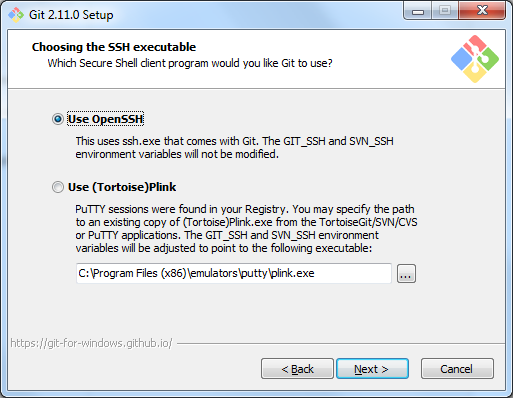 Git 2.11.0 Setup
Choosing the SSH executable
Which Secure Shell client program would you like Git to use?
Use OpenSSH
This uses ssh.exe that comes with Git. The GIT_SSH and SVN_SSH
environment variables will not be modified.
Use (Tortoise)Plink
PuTTY sessions were found in your Registry. You may specify the path
to an existing copy of (Tortoise)Plink.exe from the TortoiseGit/SVN/CVS
or PuTTY applications. The GIT_SSH and SVN_SSH environment
variables will be adjusted to point to the following executable:
C:\Program Files (x86)\emulators\putty\plink.exe
...
https://git-for-windows.github.io/
< Back
Next >
Cancel